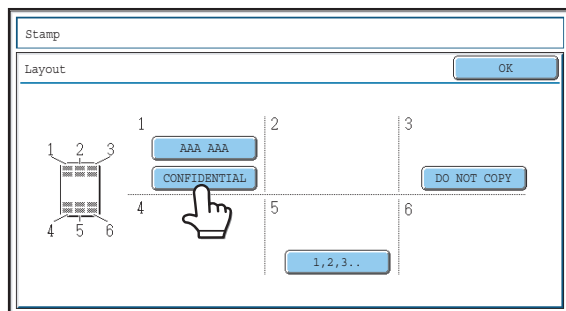 Stamp
Layout
OK
1
2
3
AAA AAA
CONFIDENTIAL
DO NOT COPY
1 2 3
4 5 6
4
5
6
1,2,3..